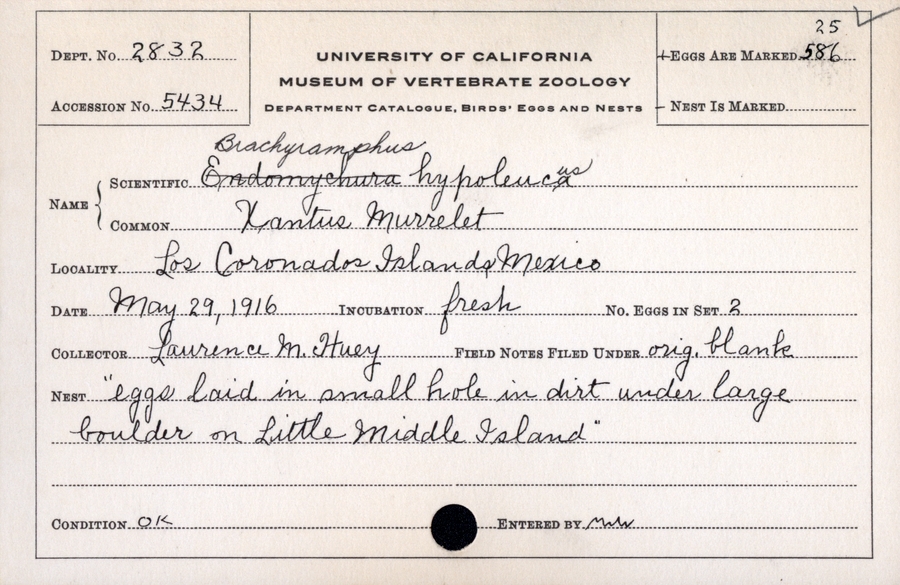 25
Dept. No. 2832
UNIVERSITY OF CALIFORNIA
Eggs Are Marked 586
MUSEUM OF VERTEBRATE ZOOLOGY
Accession No. 5434
Department Catalogue, Birds' Eggs and Nests
Nest Is Marked
Brachyramphus
Name { Scientific Endomychura hypoleucaus
Common Xantus Murrelet
Locality Los Coronados Islands, Mexico
Date May 29, 1916 Incubation fresh No. Eggs in Set 2
Collector Laurence M. Huey Field Notes Filed Under orig. blank
Nest "eggs laid in small hole in dirt under large
boulder on Little Middle Island"
Condition OK Entered by